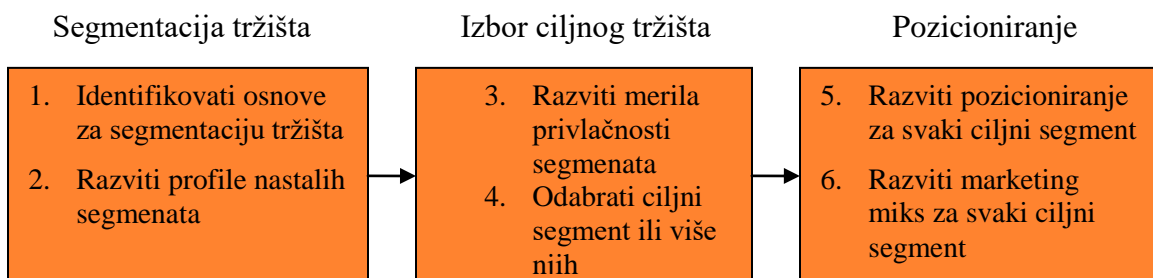 Segmentacija tržišta
Izbor ciljnog tržišta
Pozicioniranje
1. Identifikovati osnove
za segmentaciju tržišta
2. Razviti profile nastalih
segmenata
3. Razviti merila
privlačnosti
segmenata
4. Odabrati ciljni
segment ili više
njih
5. Razviti pozicioniranje
za svaki ciljni segment
6. Razviti marketing
miks za svaki ciljni
segment